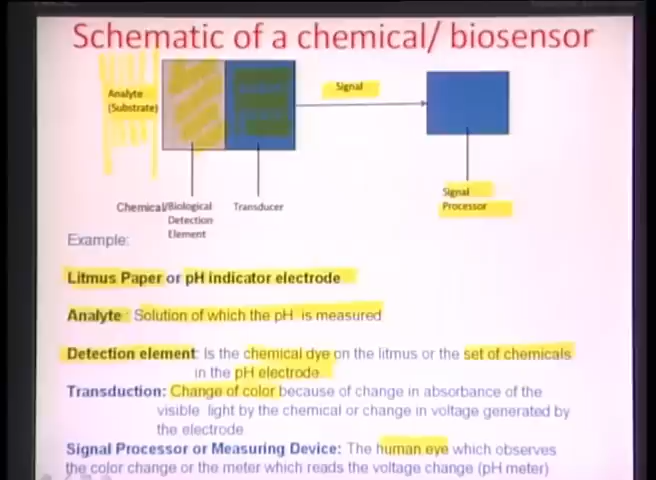 Schematic of a chemical/ biosensor
Analyte
(Substrate)
Signal
Signal
Processor
Chemical/Biological
Detection
Element
Transducer
Example:
Litmus Paper or pH indicator electrode
Analyte: Solution of which the pH is measured
Detection element: Is the chemical dye on the litmus or the set of chemicals
in the pH electrode
Transduction: Change of color because of change in absorbance of the
visible light by the chemical or change in voltage generated by
the electrode
Signal Processor or Measuring Device: The human eye which observes
the color change or the meter which reads the voltage change (pH meter)